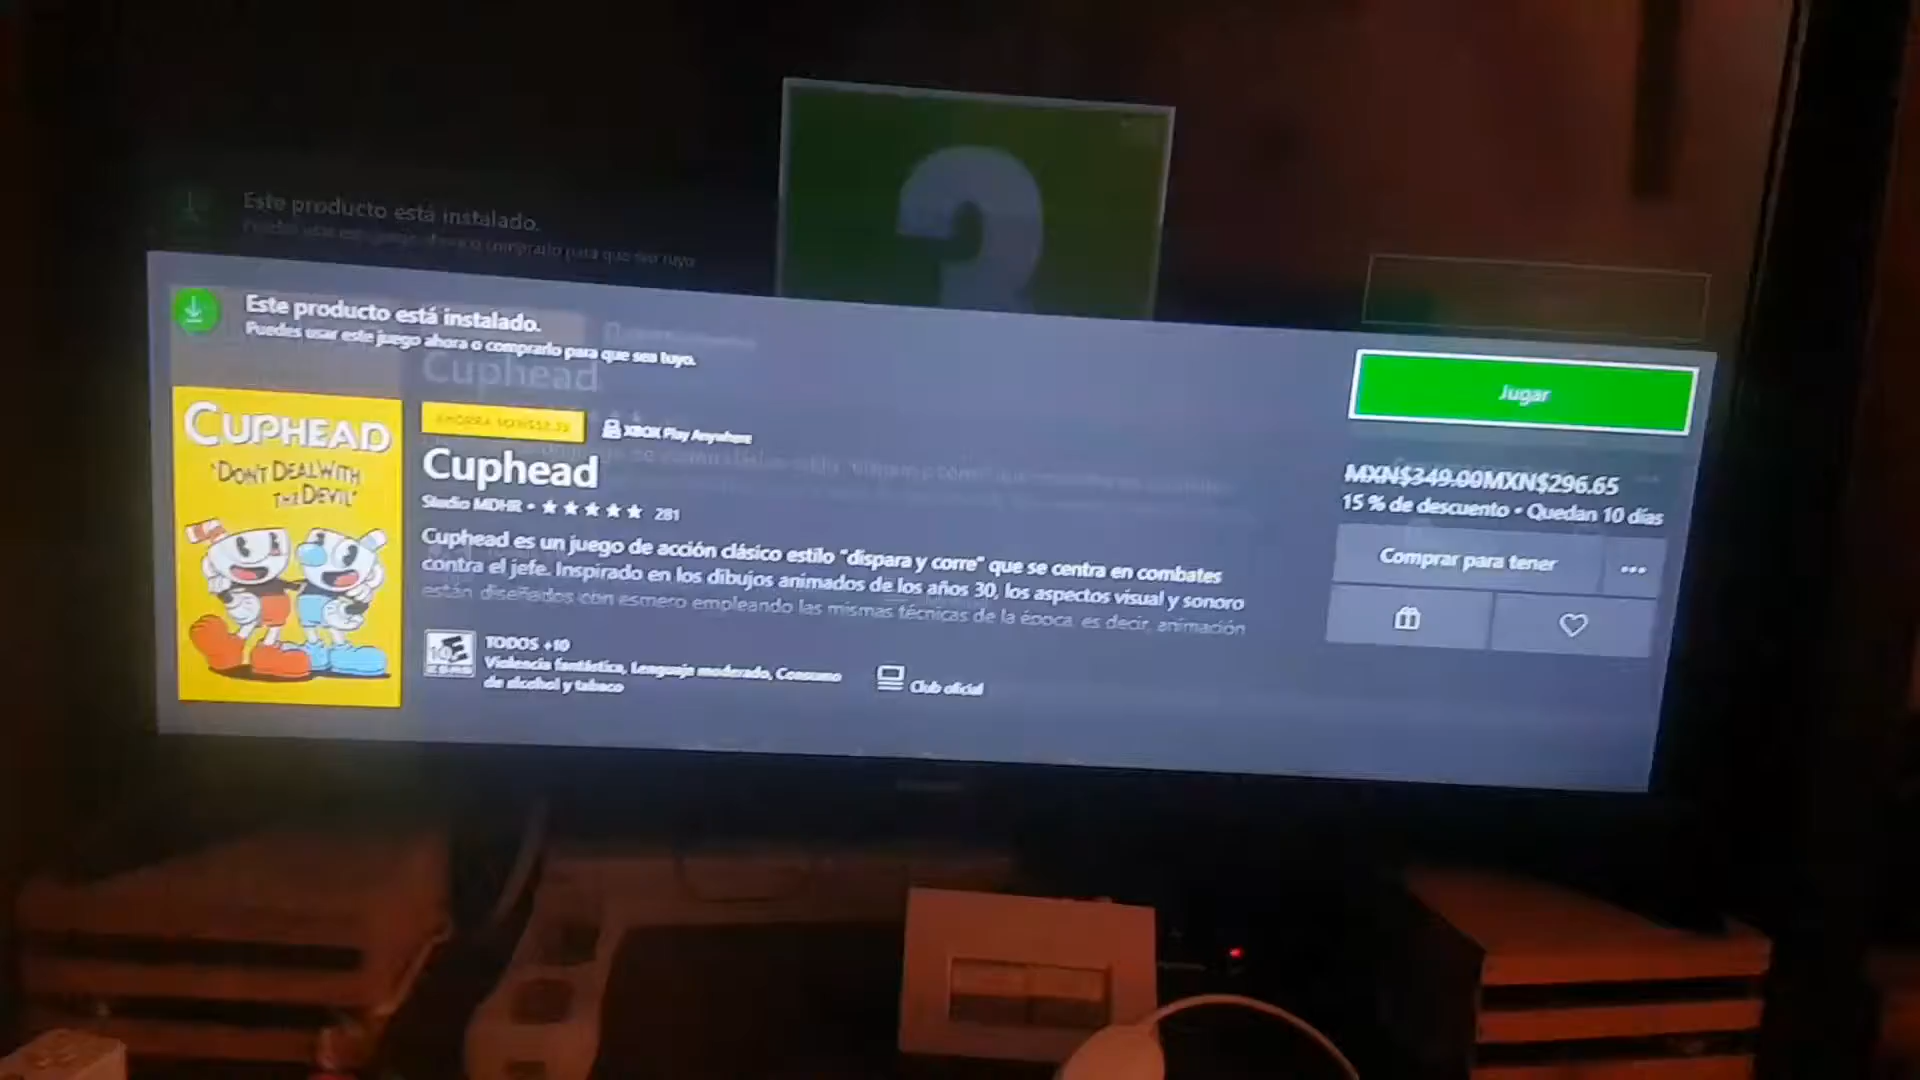 Este producto está instalado.
Este producto está instalado.
Puedes usar este juego ahora o comprarlo para que sea tuyo.
Cuphead
CUPHEAD
"DON'T DEAL WITH
THE DEVIL"
XBOX Play Anywhere
Cuphead
Studio MDHR • ★★★★★ 281
Cuphead es un juego de acción clásico estilo "dispara y corre" que se centra en combates
contra el jefe. Inspirado en los dibujos animados de los años 30, los aspectos visual y sonoro
están diseñados con esmero empleando las mismas técnicas de la época, es decir, animación
TODOS +10
Violencia fantástica, Lenguaje moderado, Consumo
de alcohol y tabaco
Club oficial
Jugar
MXN$349.00MXN$296.65
15 % de descuento • Quedan 10 días
Comprar para tener